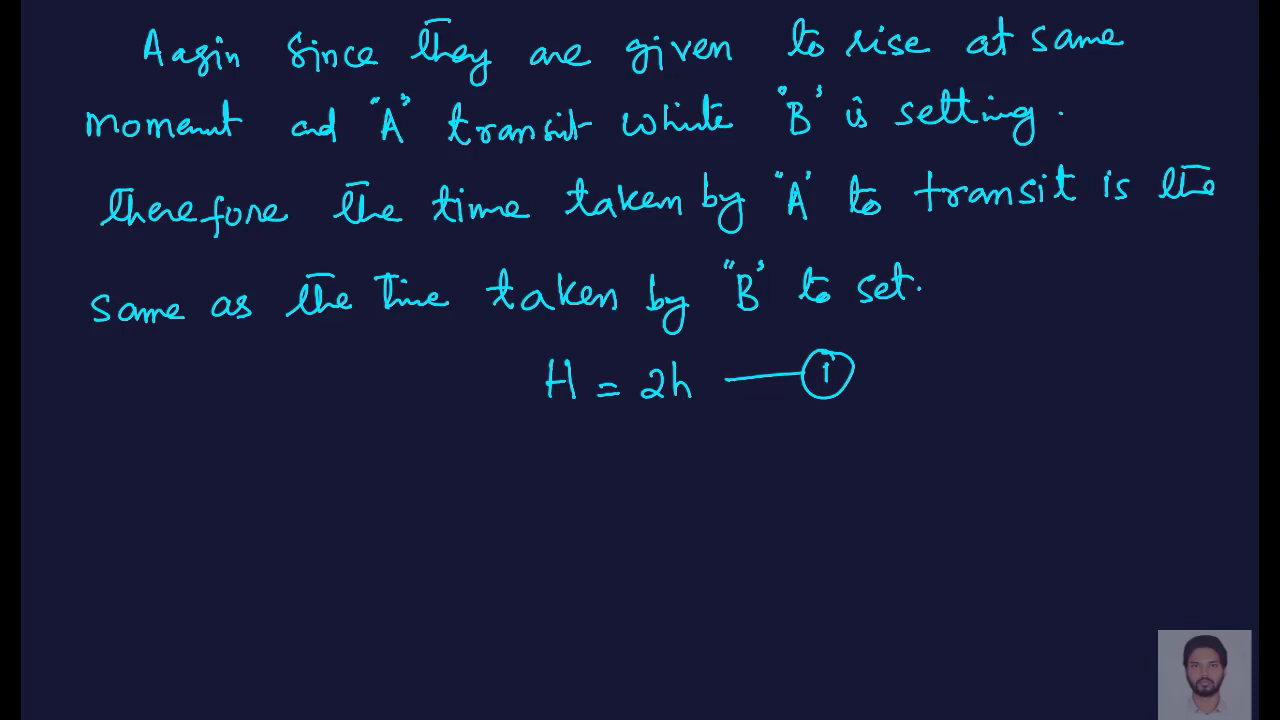 Aagin since they are given to rise at same
moment and "A" transit while "B" is setting.
therefore the time taken by "A" to transit is the
same as the time taken by "B" to set.
H = 2h —— ①